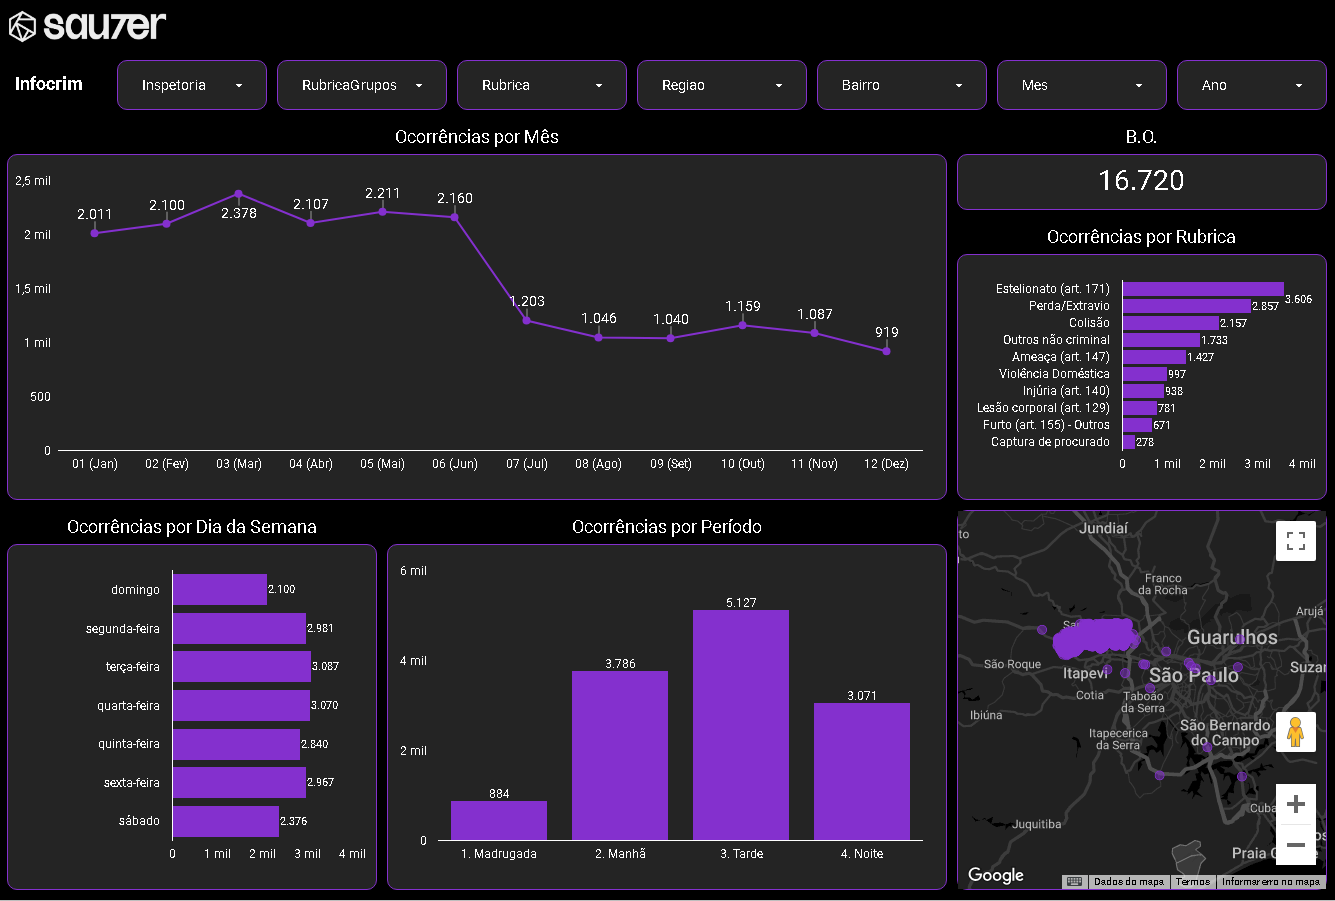 sau7er
Infocrim
Inspetoria
RubricaGrupos
Rubrica
Regiao
Bairro
Mes
Ano
Ocorrências por Mês
2,5 mil
2 mil
1,5 mil
1 mil
500
0
2.011
2.100
2.378
2.107
2.211
2.160
1.203
1.046
1.040
1.159
1.087
919
01 (Jan)
02 (Fev)
03 (Mar)
04 (Abr)
05 (Mai)
06 (Jun)
07 (Jul)
08 (Ago)
09 (Set)
10 (Out)
11 (Nov)
12 (Dez)
B.O.
16.720
Ocorrências por Rubrica
Estelionato (art. 171)
3.606
Perda/Extravio
2.857
Colisão
2.157
Outros não criminal
1.733
Ameaça (art. 147)
1.427
Violência Doméstica
997
Injúria (art. 140)
938
Lesão corporal (art. 129)
781
Furto (art. 155) - Outros
671
Captura de procurado
278
0
1 mil
2 mil
3 mil
4 mil
Ocorrências por Dia da Semana
domingo
2.100
segunda-feira
2.981
terça-feira
3.087
quarta-feira
3.070
quinta-feira
2.840
sexta-feira
2.967
sábado
2.376
0
1 mil
2 mil
3 mil
4 mil
Ocorrências por Período
6 mil
4 mil
2 mil
0
884
3.786
5.127
3.071
1. Madrugada
2. Manhã
3. Tarde
4. Noite
to
Jundiaí
Franco
da Rocha
Arujá
Sa
Guarulhos
São Roque
Itapevi
São Paulo
Suzan
Cotia
Taboão
da Serra
Ibiúna
Itapecerica
da Serra
São Bernardo
do Campo
Cuba
Juquitiba
Praia G
Google
Dados do mapa
Termos
Informar erro no mapa